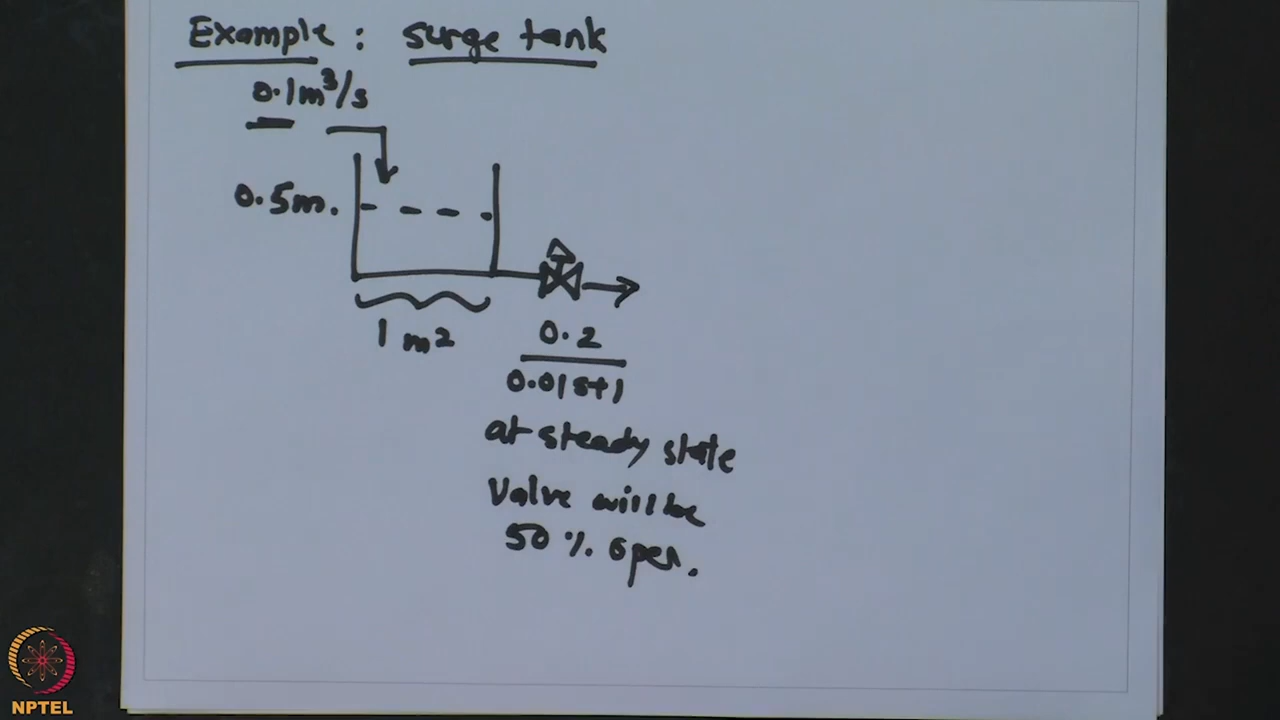 Example : surge tank
0.1m³/s
0.5m.
1 m²
0.2
0.01s+1
at steady state
Valve will be
50 % open.
NPTEL